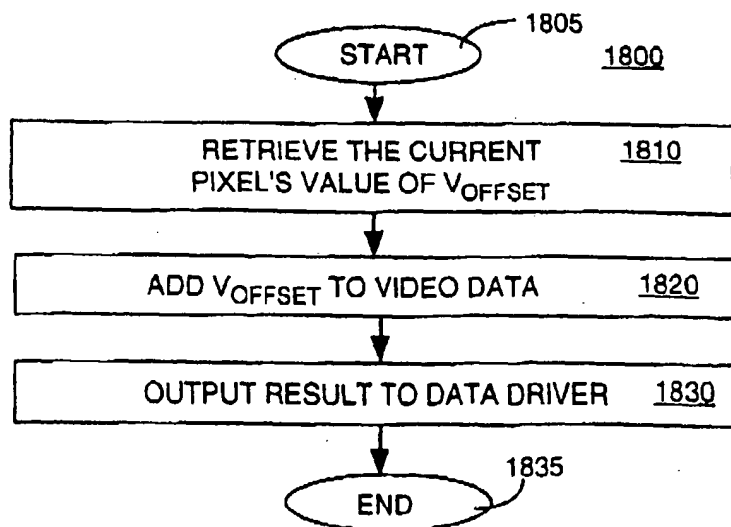 1805
START
1800
RETRIEVE THE CURRENT 1810
PIXEL'S VALUE OF VOFFSET
ADD VOFFSET TO VIDEO DATA 1820
OUTPUT RESULT TO DATA DRIVER 1830
1835
END